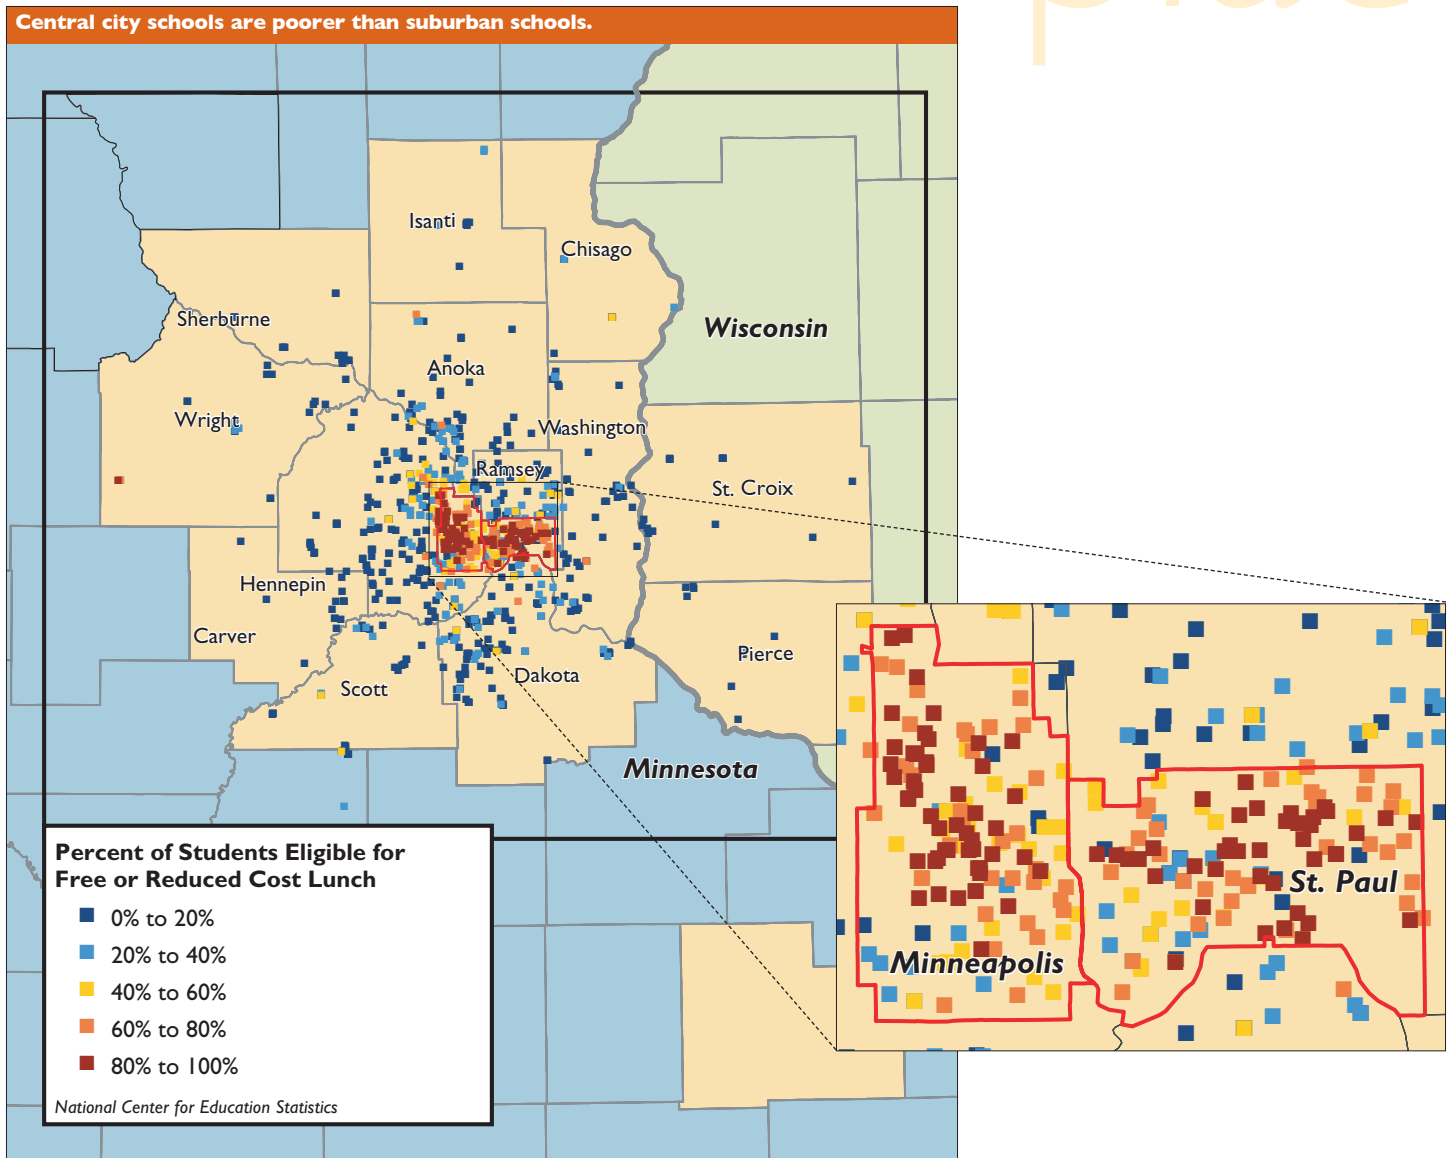 Central city schools are poorer than suburban schools.
Isanti
Chisago
Sherburne
Wisconsin
Anoka
Wright
Washington
Ramsey
St. Croix
Hennepin
Carver
Pierce
Dakota
Scott
Minnesota
St. Paul
Minneapolis
Percent of Students Eligible for
Free or Reduced Cost Lunch
0% to 20%
20% to 40%
40% to 60%
60% to 80%
80% to 100%
National Center for Education Statistics